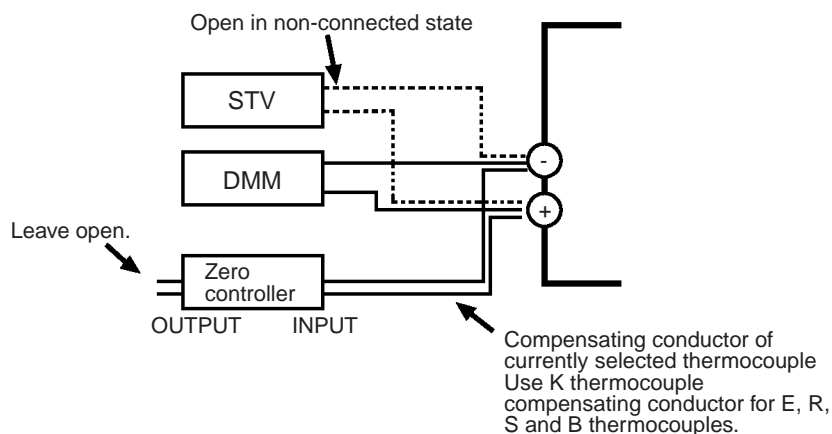 Open in non-connected state
STV
DMM
-
+
Leave open.
Zero
controller
OUTPUT
INPUT
Compensating conductor of
currently selected thermocouple
Use K thermocouple
compensating conductor for E, R,
S and B thermocouples.